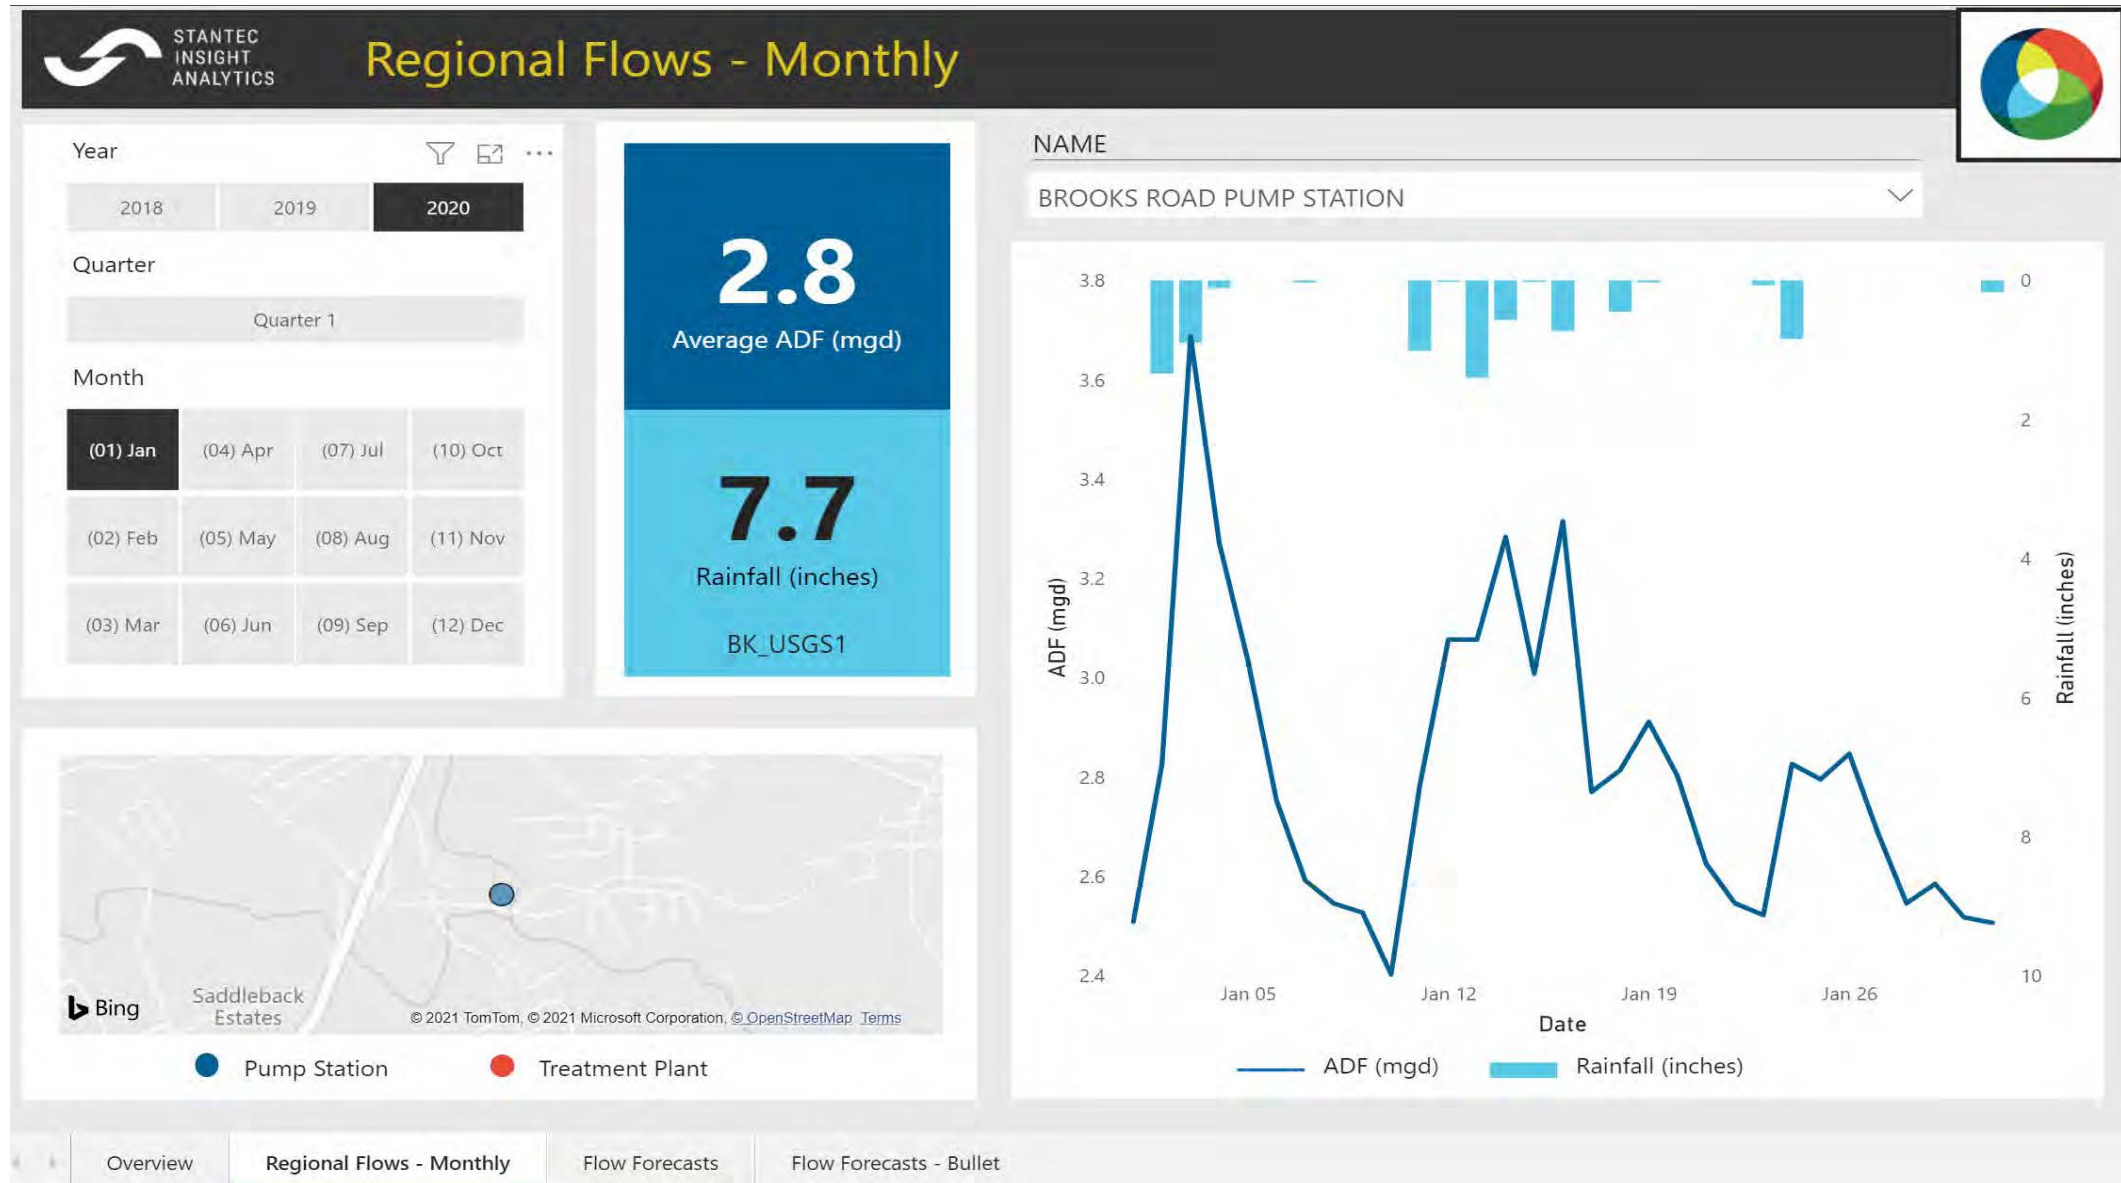 STANTEC
INSIGHT
ANALYTICS
Regional Flows - Monthly
Year
2018 2019 2020
Quarter
Quarter 1
Month
(01) Jan (04) Apr (07) Jul (10) Oct
(02) Feb (05) May (08) Aug (11) Nov
(03) Mar (06) Jun (09) Sep (12) Dec
2.8
Average ADF (mgd)
7.7
Rainfall (inches)
BK_USGS1
NAME
BROOKS ROAD PUMP STATION
3.8
3.6
3.4
3.2
3.0
2.8
2.6
2.4
ADF (mgd)
0
2
4
6
8
10
Rainfall (inches)
Jan 05 Jan 12 Jan 19 Jan 26
Date
ADF (mgd) Rainfall (inches)
Saddleback
Estates
Bing
© 2021 TomTom, © 2021 Microsoft Corporation, © OpenStreetMap Terms
Pump Station Treatment Plant
Overview Regional Flows - Monthly Flow Forecasts Flow Forecasts - Bullet